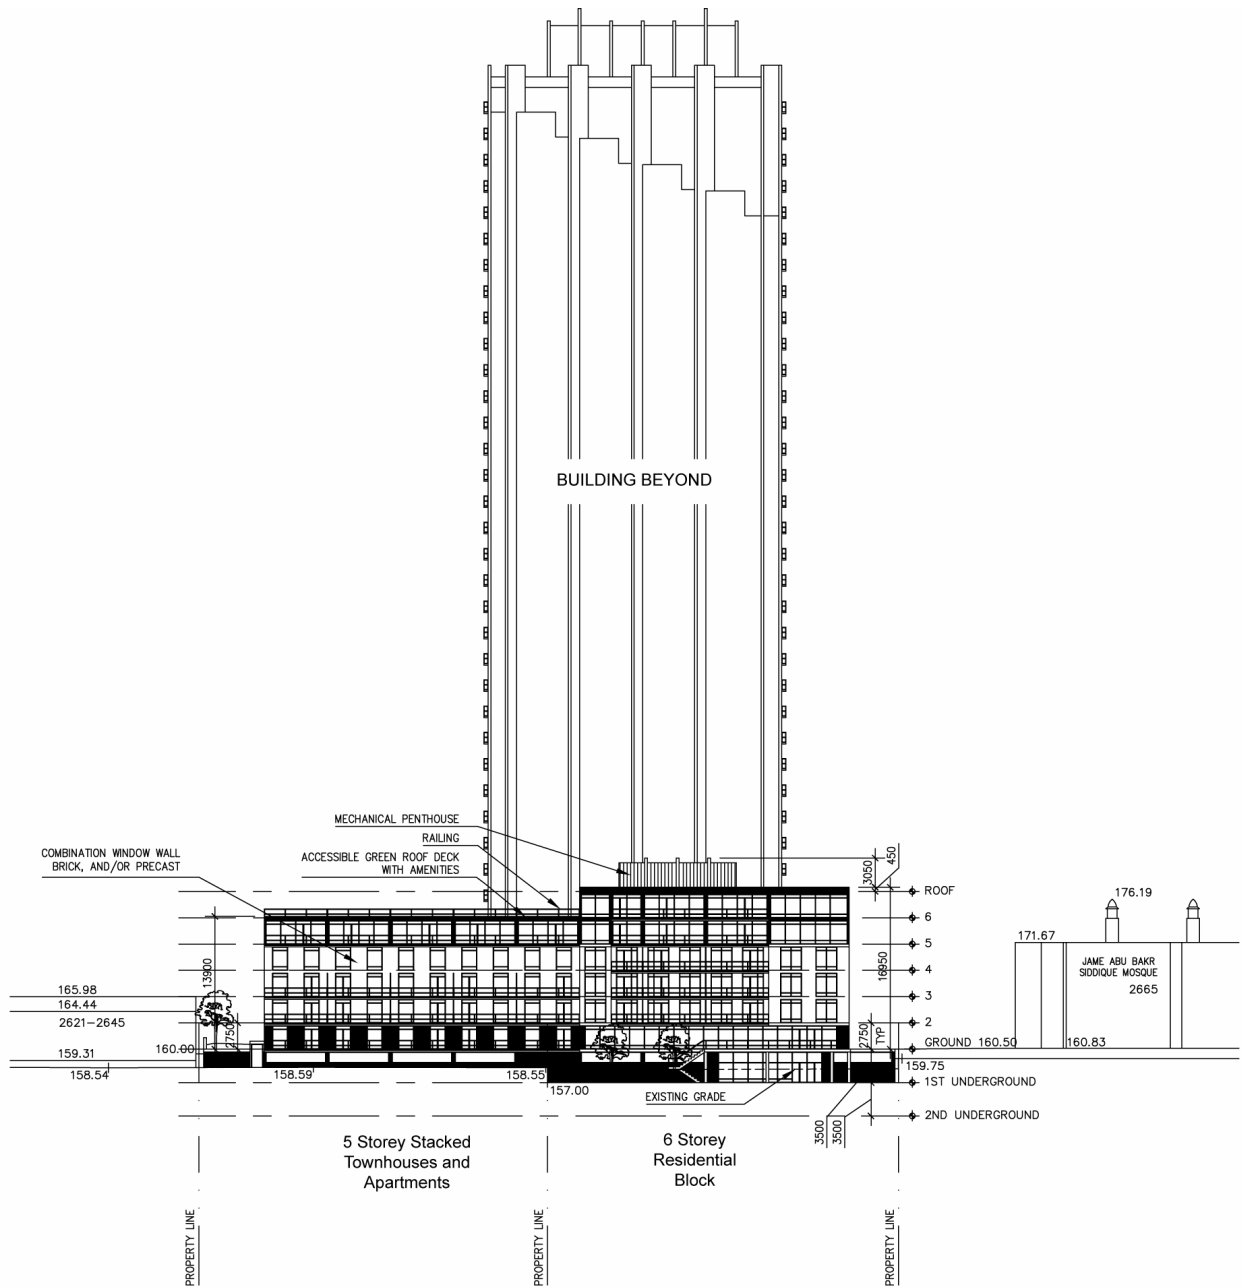 BUILDING BEYOND
MECHANICAL PENTHOUSE
RAILING
ACCESSIBLE GREEN ROOF DECK
WITH AMENITIES
COMBINATION WINDOW WALL
BRICK, AND/OR PRECAST
3050
450
ROOF
6
5
4
3
2
GROUND 160.50
160.83
159.75
1ST UNDERGROUND
2ND UNDERGROUND
13900
2750
16950
2750
TYP
176.19
171.67
JAME ABU BAKR
SIDDIQUE MOSQUE
2665
165.98
164.44
2621-2645
159.31
160.00
158.54
158.59
158.55
157.00
EXISTING GRADE
3500
3500
5 Storey Stacked
Townhouses and
Apartments
6 Storey
Residential
Block
PROPERTY LINE
PROPERTY LINE
PROPERTY LINE